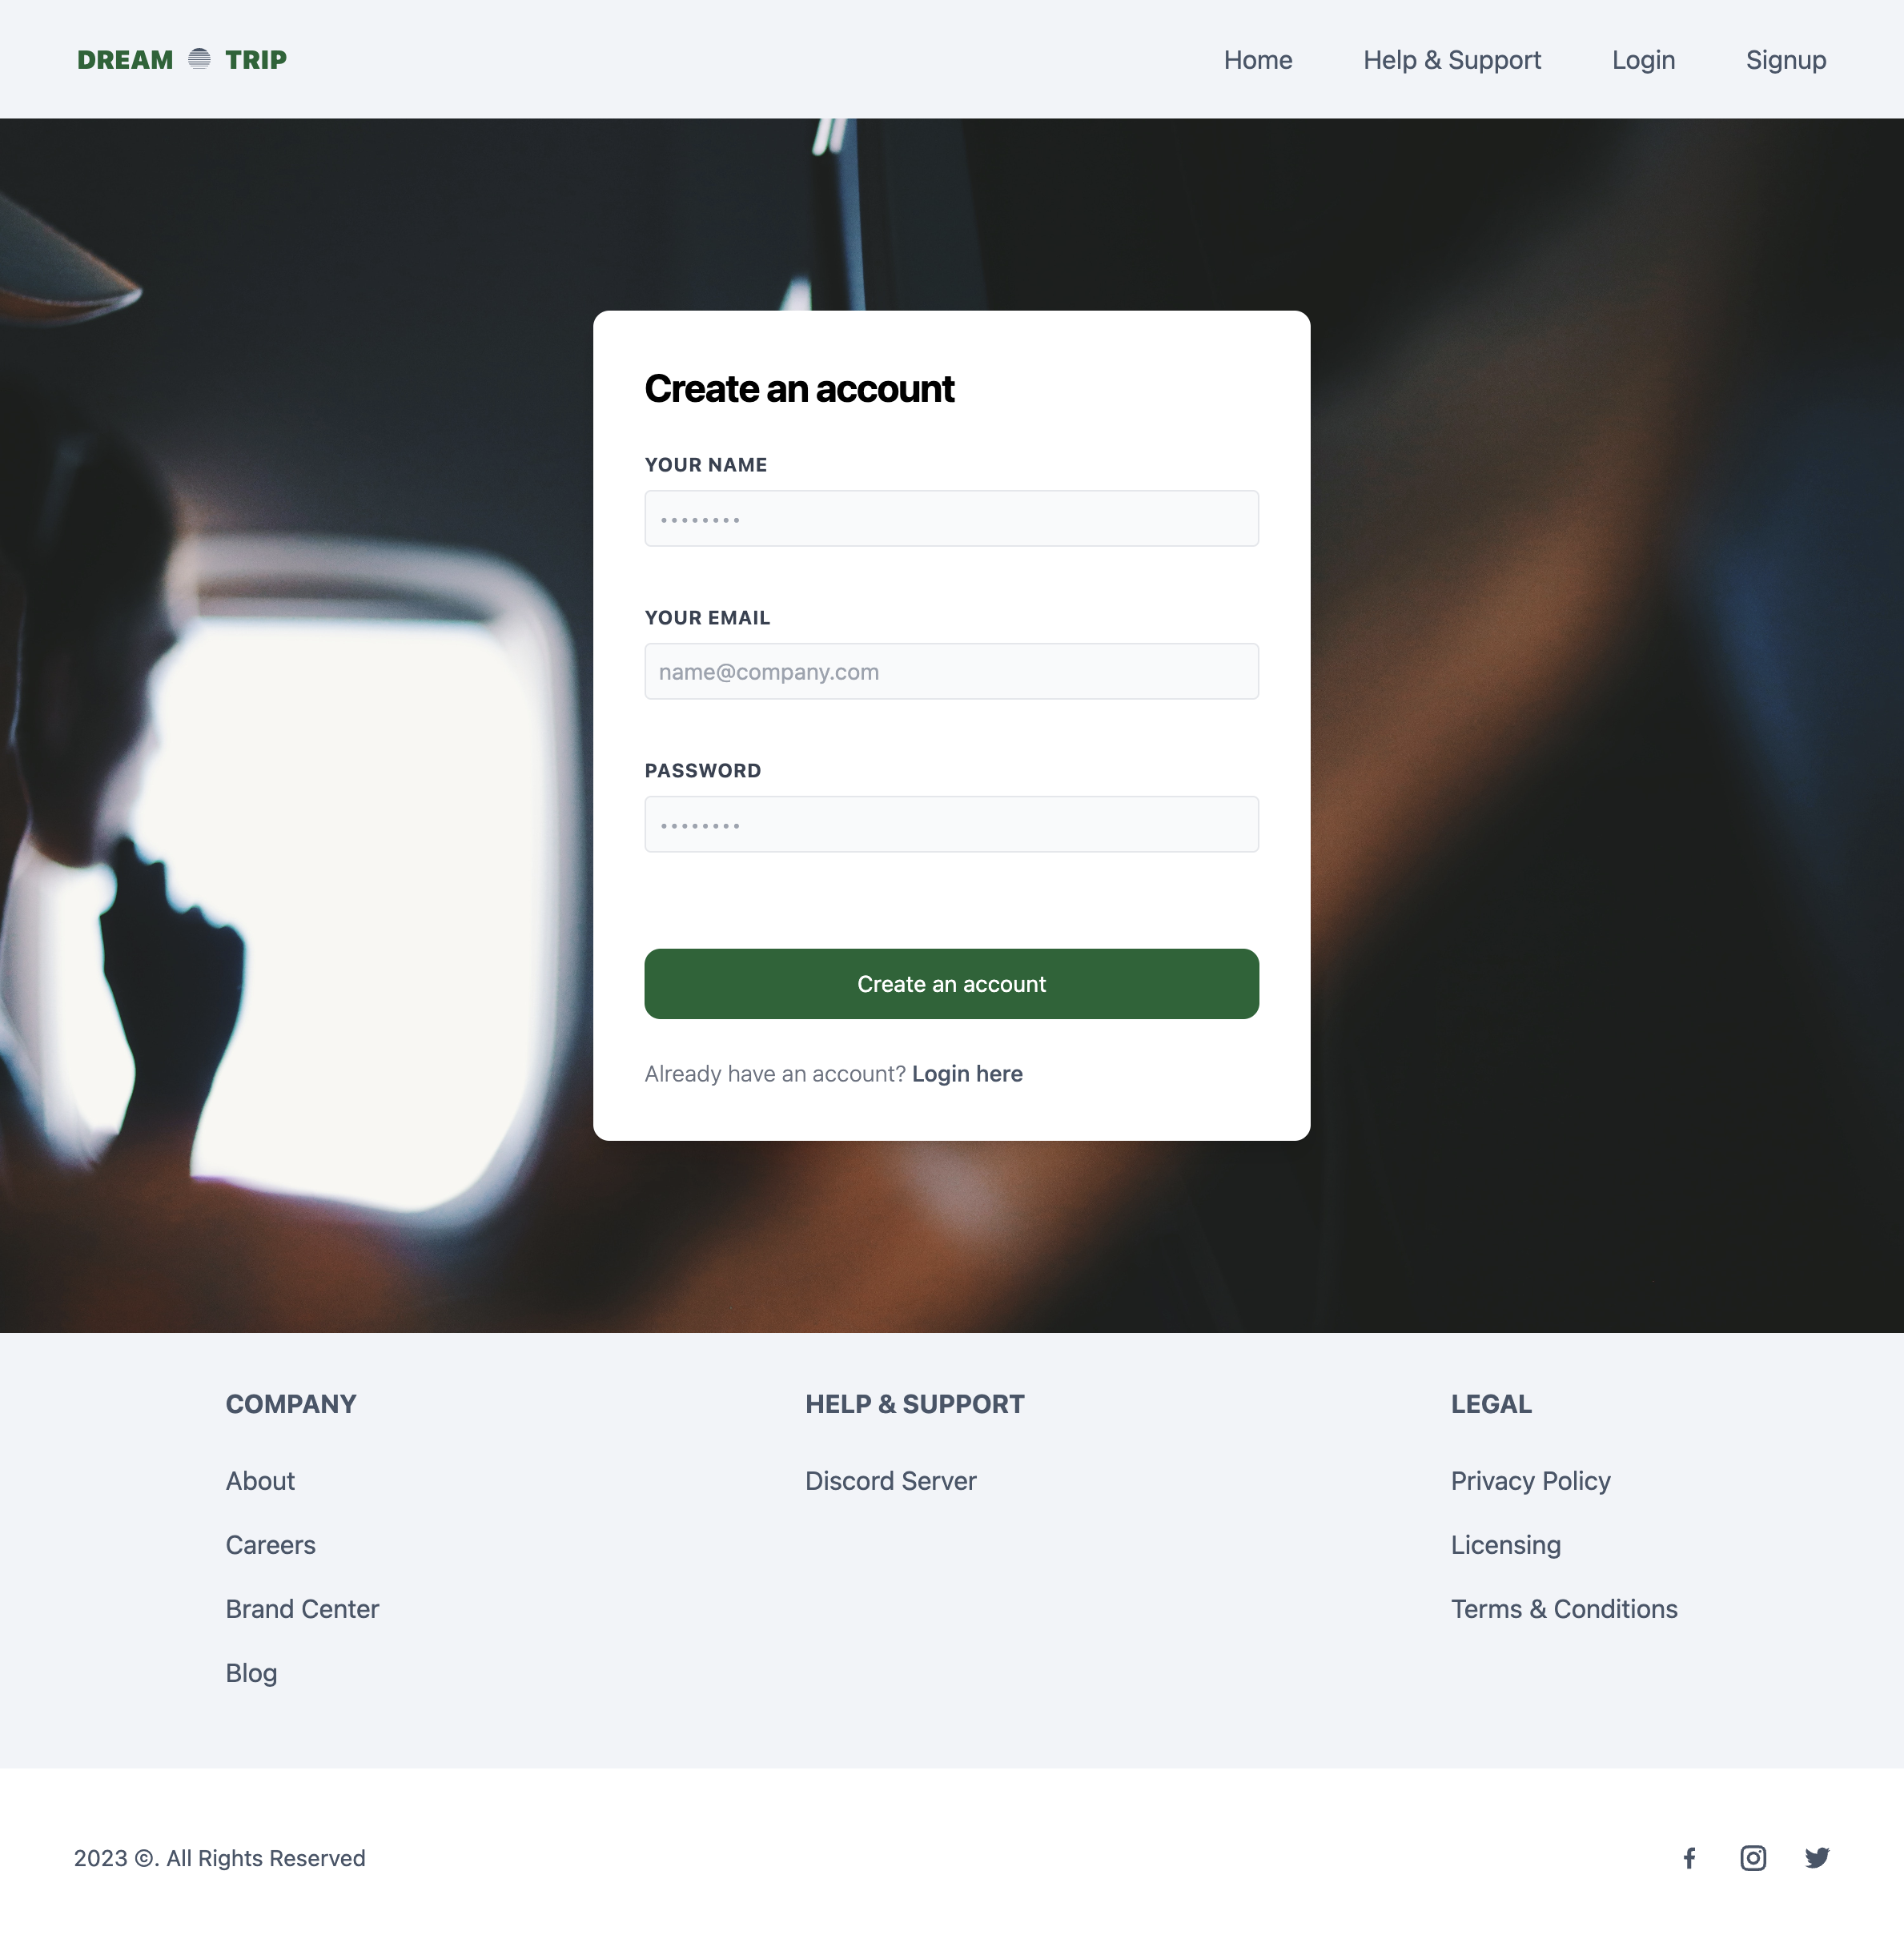 DREAM TRIP
Home
Help & Support
Login
Signup
Create an account
YOUR NAME
••••••••
YOUR EMAIL
name@company.com
PASSWORD
••••••••
Create an account
Already have an account? Login here
COMPANY
About
Careers
Brand Center
Blog
HELP & SUPPORT
Discord Server
LEGAL
Privacy Policy
Licensing
Terms & Conditions
2023 ©. All Rights Reserved